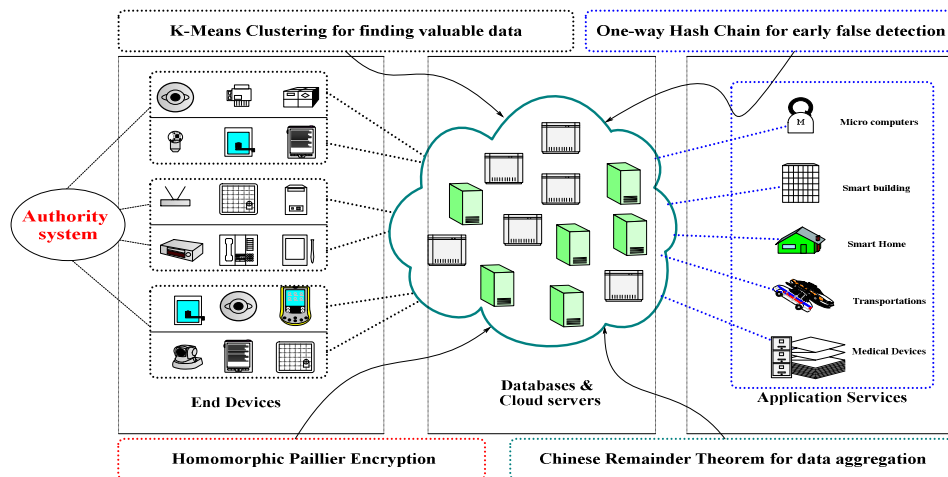 K-Means Clustering for finding valuable data
One-way Hash Chain for early false detection
Authority
system
M
Micro computers
Smart building
Smart Home
Transportations
Medical Devices
End Devices
Databases &
Cloud servers
Application Services
Homomorphic Paillier Encryption
Chinese Remainder Theorem for data aggregation